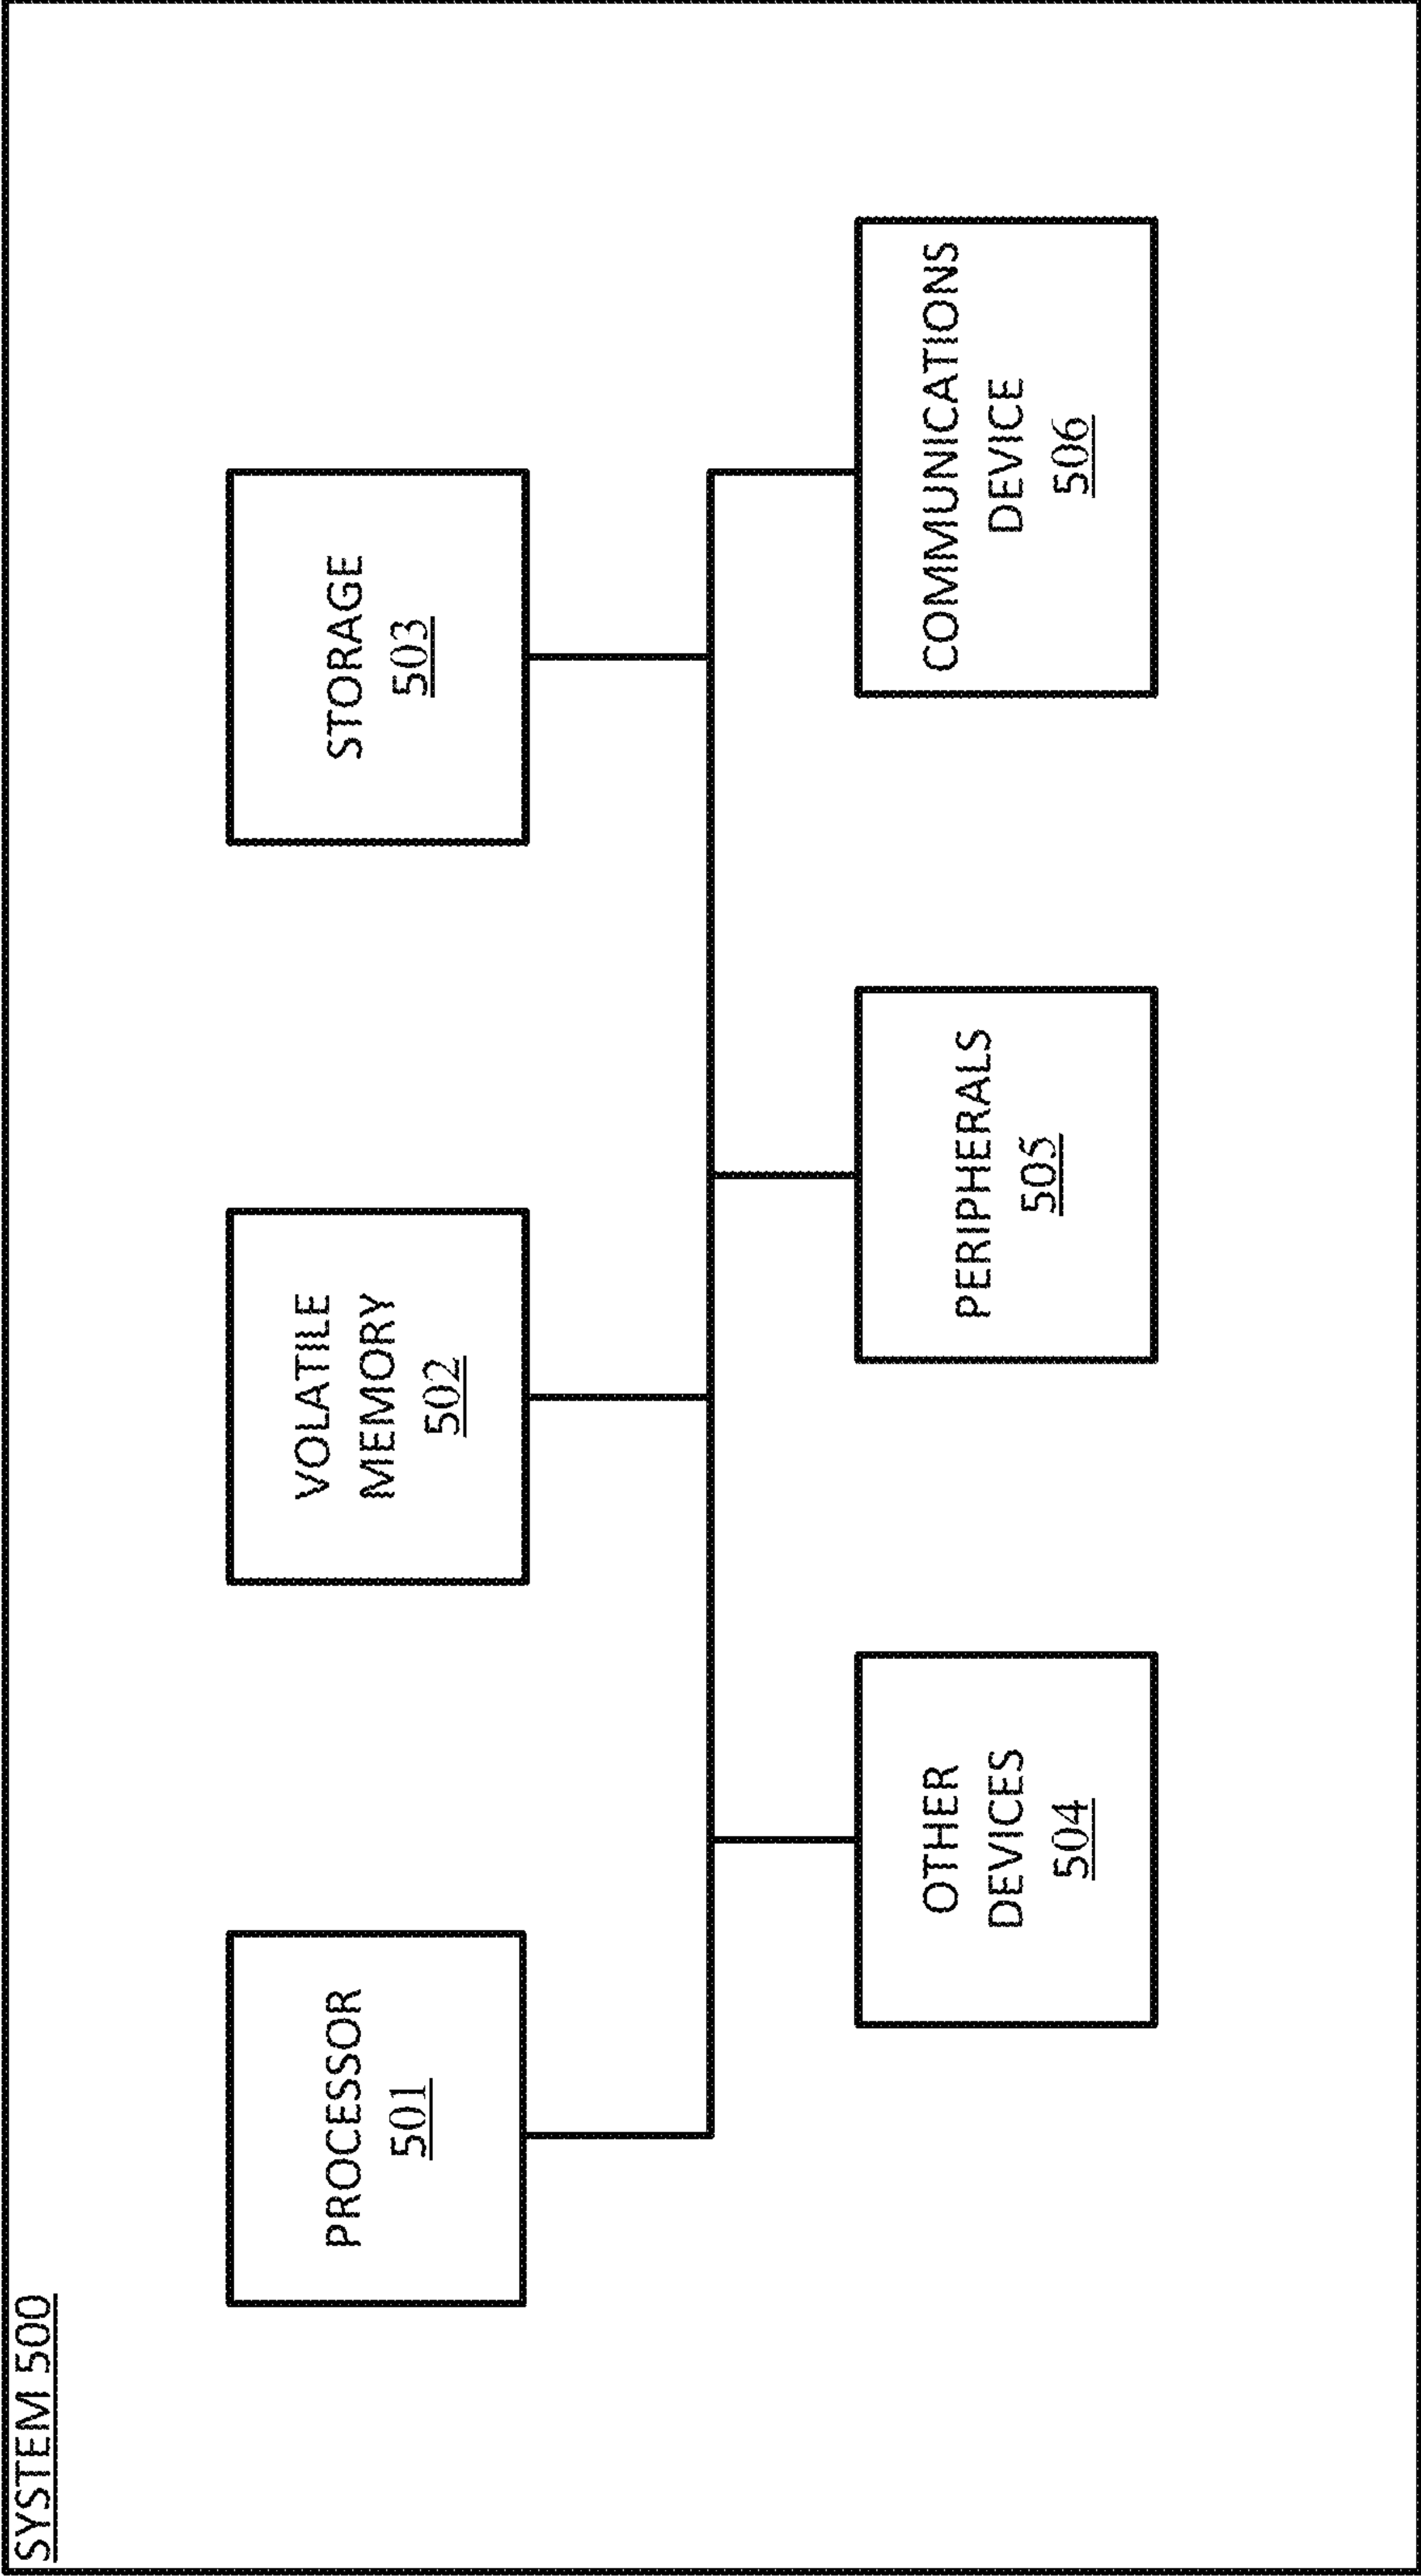 SYSTEM 500
PROCESSOR
501
VOLATILE
MEMORY
502
STORAGE
503
OTHER
DEVICES
504
PERIPHERALS
505
COMMUNICATIONS
DEVICE
506